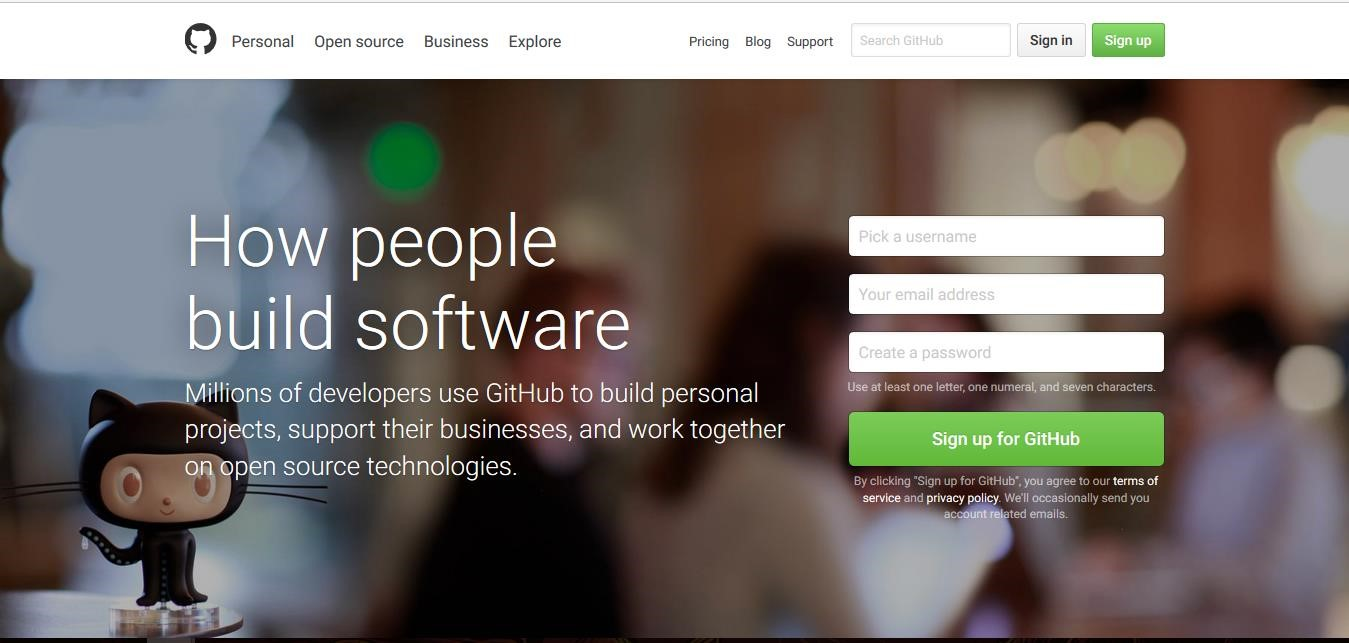 Personal Open source Business Explore Pricing Blog Support Search GitHub Sign in Sign up
How people
build software
Millions of developers use GitHub to build personal
projects, support their businesses, and work together
on open source technologies.
Pick a username
Your email address
Create a password
Use at least one letter, one numeral, and seven characters.
Sign up for GitHub
By clicking "Sign up for GitHub", you agree to our terms of
service and privacy policy. We'll occasionally send you
account related emails.